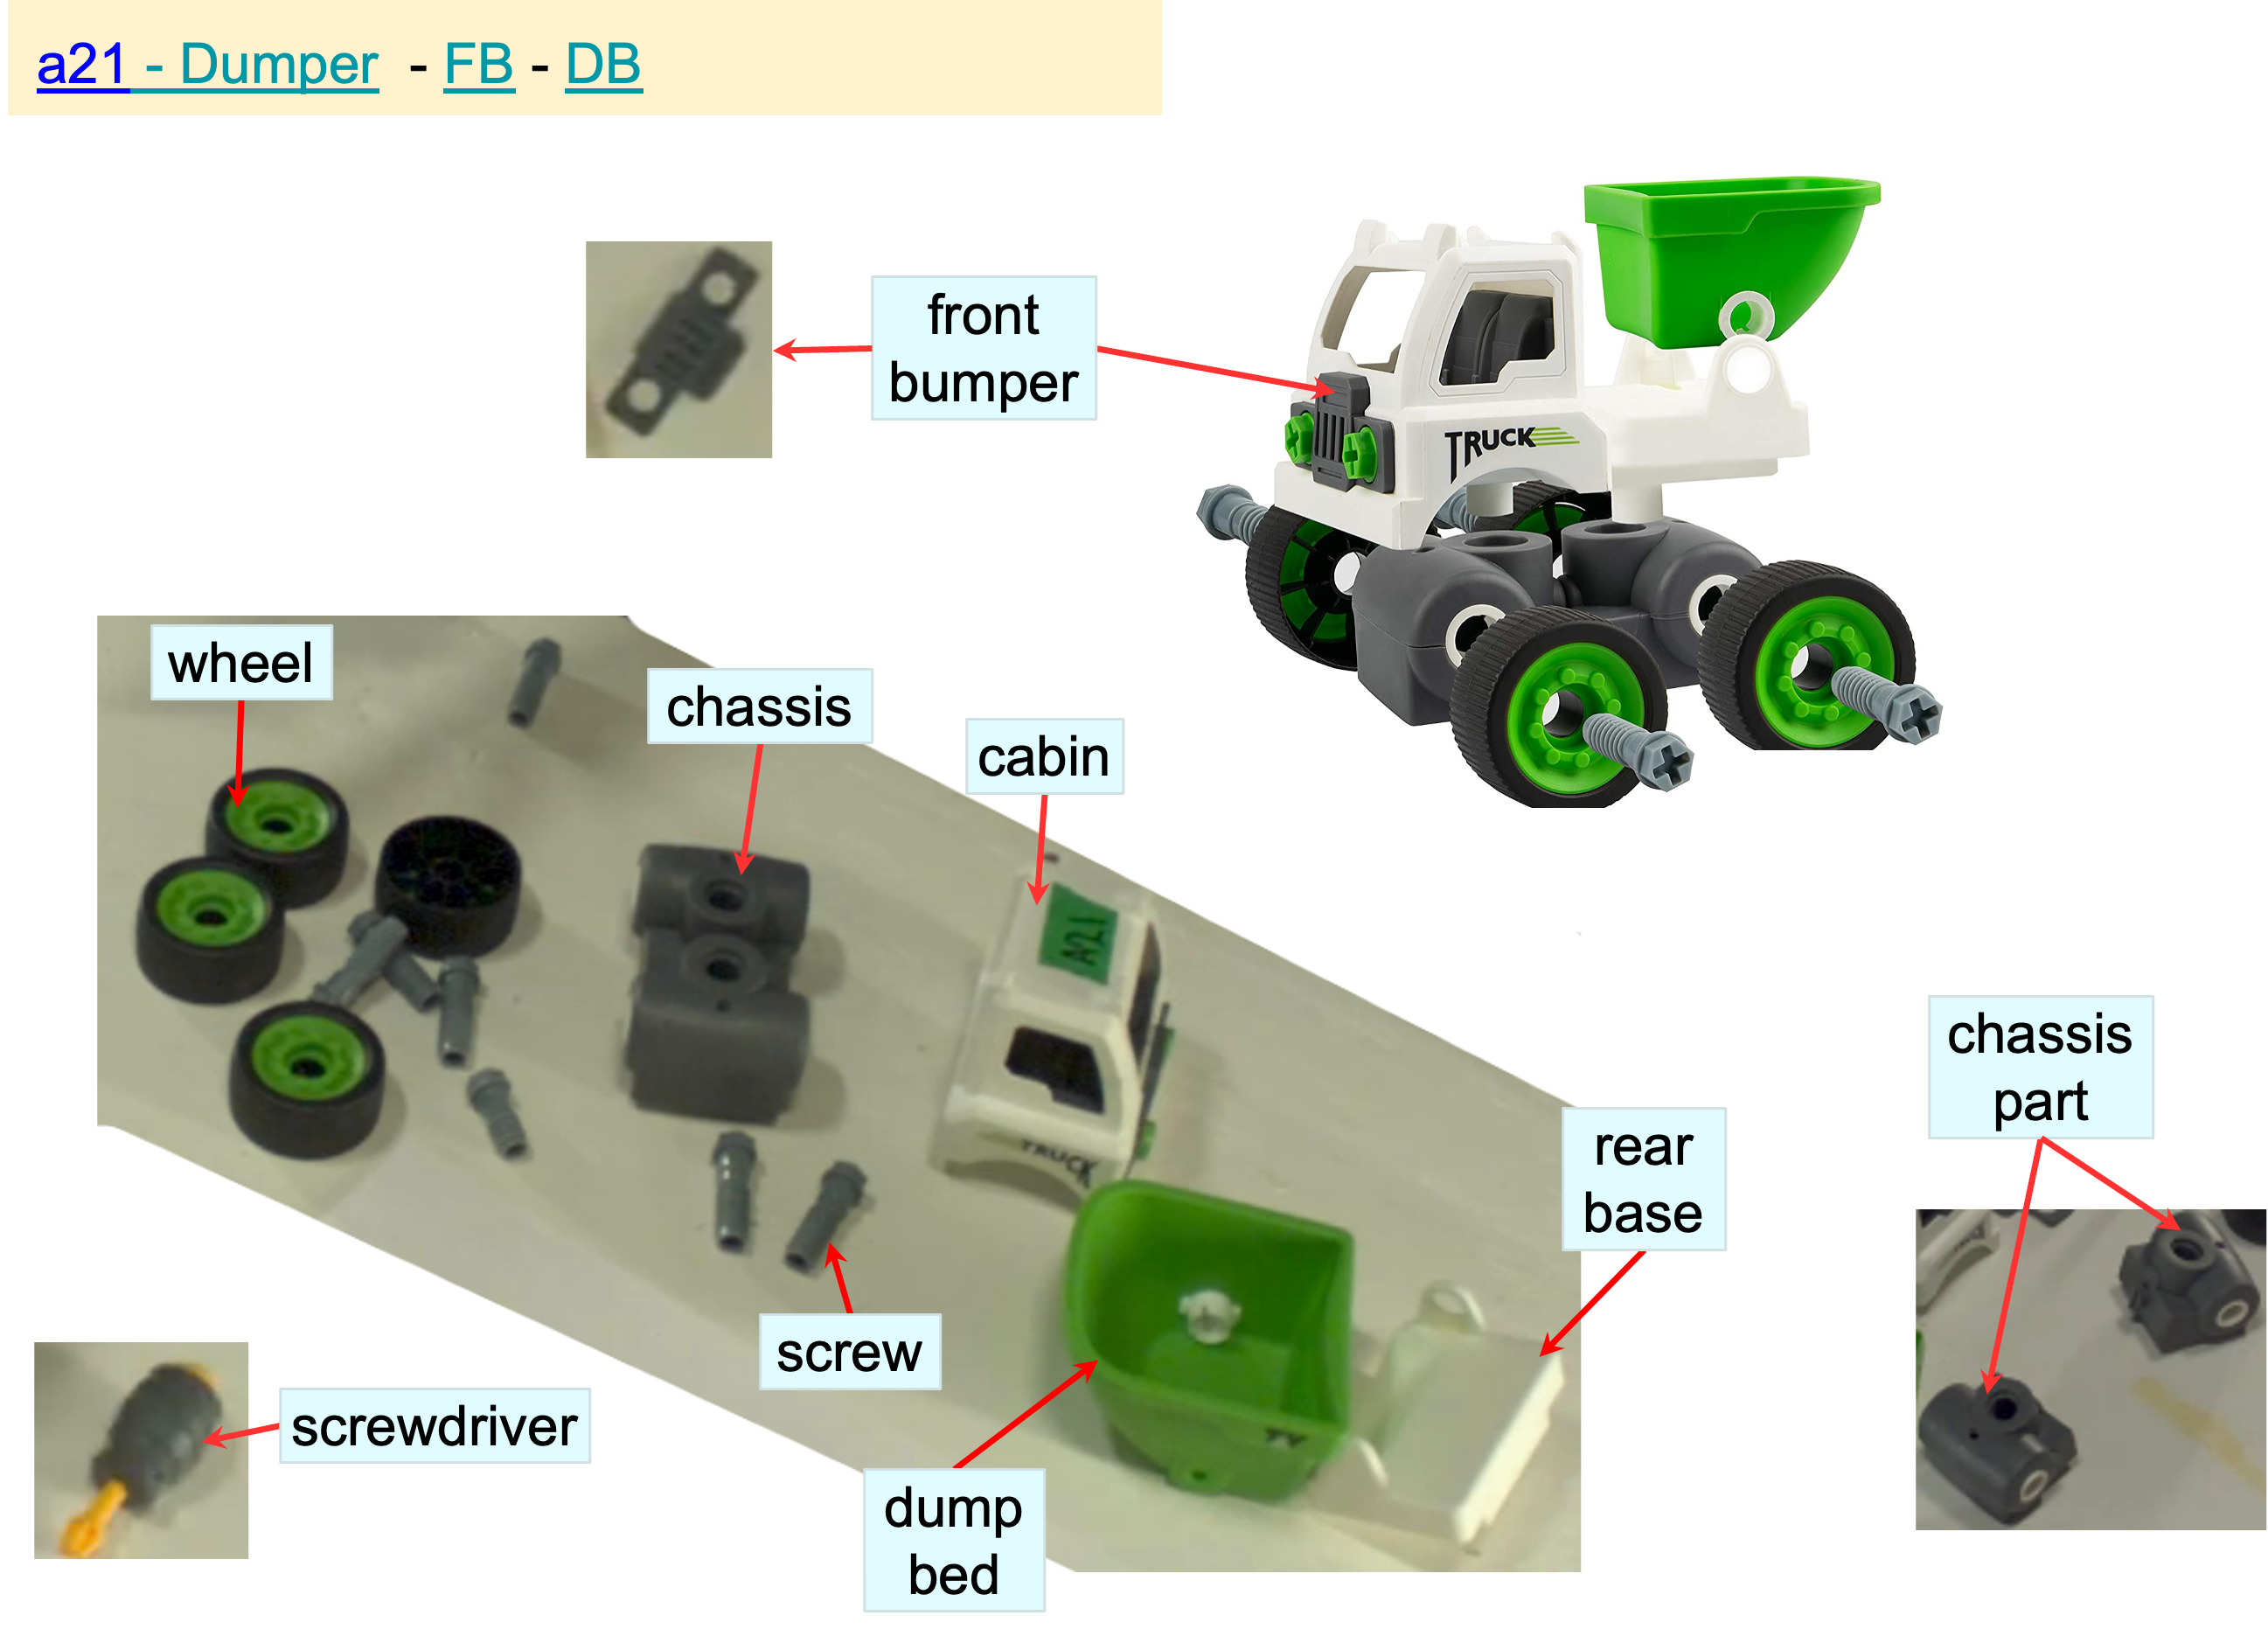 a21 - Dumper - FB - DB
front
bumper
TRUCK
wheel
chassis
cabin
A21
TRUCK
chassis
part
rear
base
screw
screwdriver
dump
bed